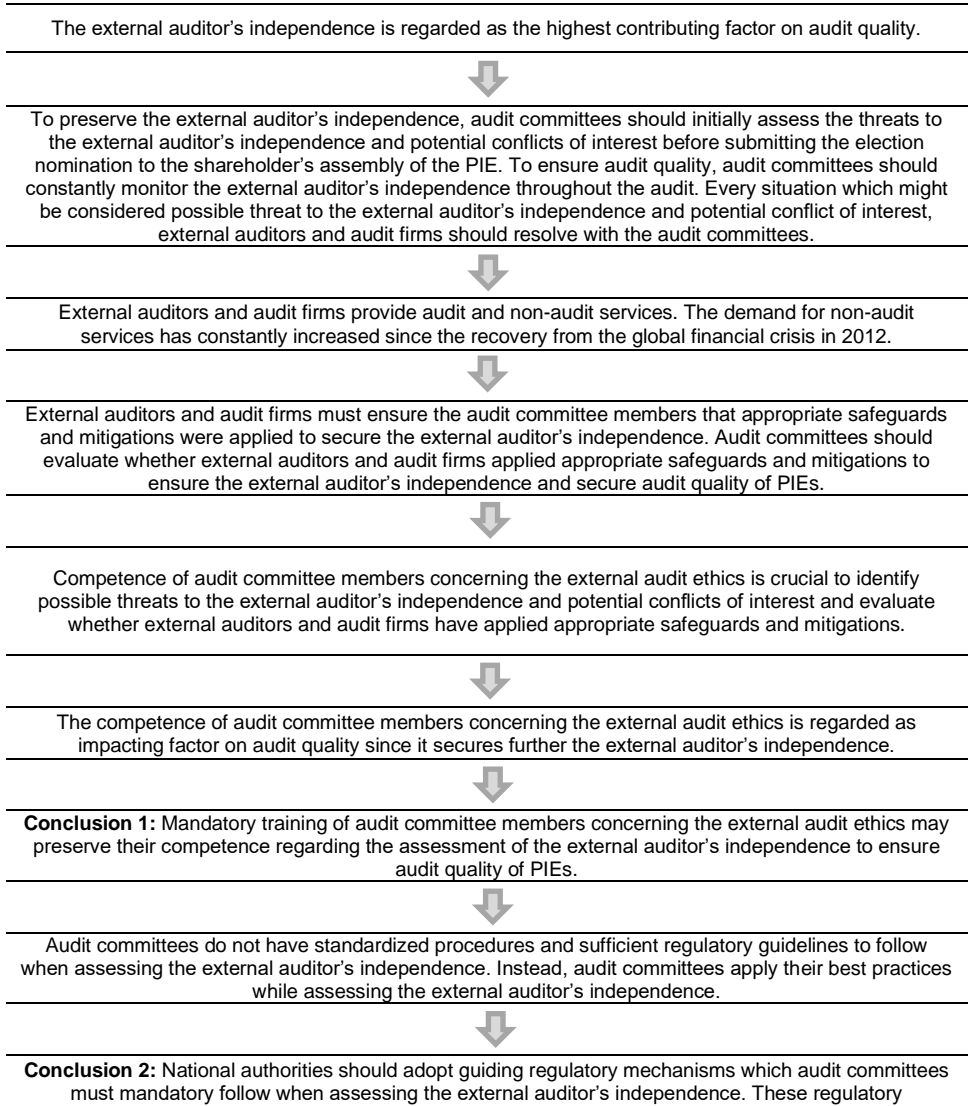 The external auditor's independence is regarded as the highest contributing factor on audit quality.
To preserve the external auditor's independence, audit committees should initially assess the threats to
the external auditor's independence and potential conflicts of interest before submitting the election
nomination to the shareholder's assembly of the PIE. To ensure audit quality, audit committees should
constantly monitor the external auditor's independence throughout the audit. Every situation which might
be considered possible threat to the external auditor's independence and potential conflict of interest,
external auditors and audit firms should resolve with the audit committees.
External auditors and audit firms provide audit and non-audit services. The demand for non-audit
services has constantly increased since the recovery from the global financial crisis in 2012.
External auditors and audit firms must ensure the audit committee members that appropriate safeguards
and mitigations were applied to secure the external auditor's independence. Audit committees should
evaluate whether external auditors and audit firms applied appropriate safeguards and mitigations to
ensure the external auditor's independence and secure audit quality of PIEs.
Competence of audit committee members concerning the external audit ethics is crucial to identify
possible threats to the external auditor's independence and potential conflicts of interest and evaluate
whether external auditors and audit firms have applied appropriate safeguards and mitigations.
The competence of audit committee members concerning the external audit ethics is regarded as
impacting factor on audit quality since it secures further the external auditor's independence.
Conclusion 1: Mandatory training of audit committee members concerning the external audit ethics may
preserve their competence regarding the assessment of the external auditor's independence to ensure
audit quality of PIEs.
Audit committees do not have standardized procedures and sufficient regulatory guidelines to follow
when assessing the external auditor's independence. Instead, audit committees apply their best practices
while assessing the external auditor's independence.
Conclusion 2: National authorities should adopt guiding regulatory mechanisms which audit committees
must mandatory follow when assessing the external auditor's independence. These regulatory